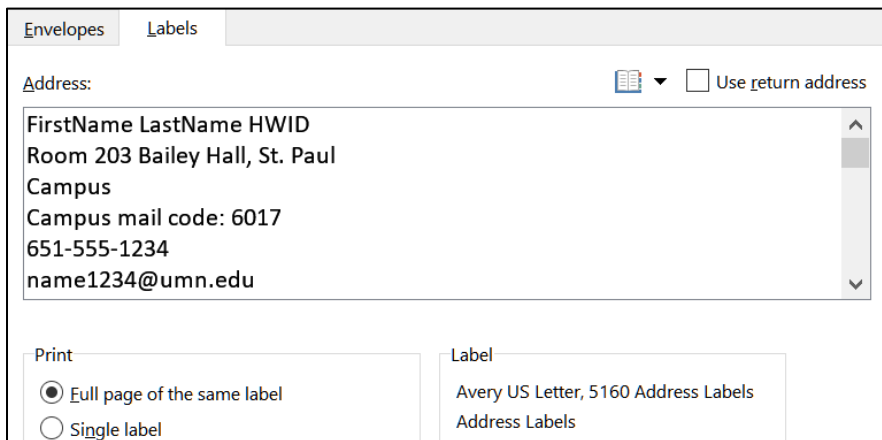 Envelopes Labels
Address: Use return address
FirstName LastName HWID
Room 203 Bailey Hall, St. Paul
Campus
Campus mail code: 6017
651-555-1234
name1234@umn.edu
Print
Full page of the same label
Single label
Label
Avery US Letter, 5160 Address Labels
Address Labels